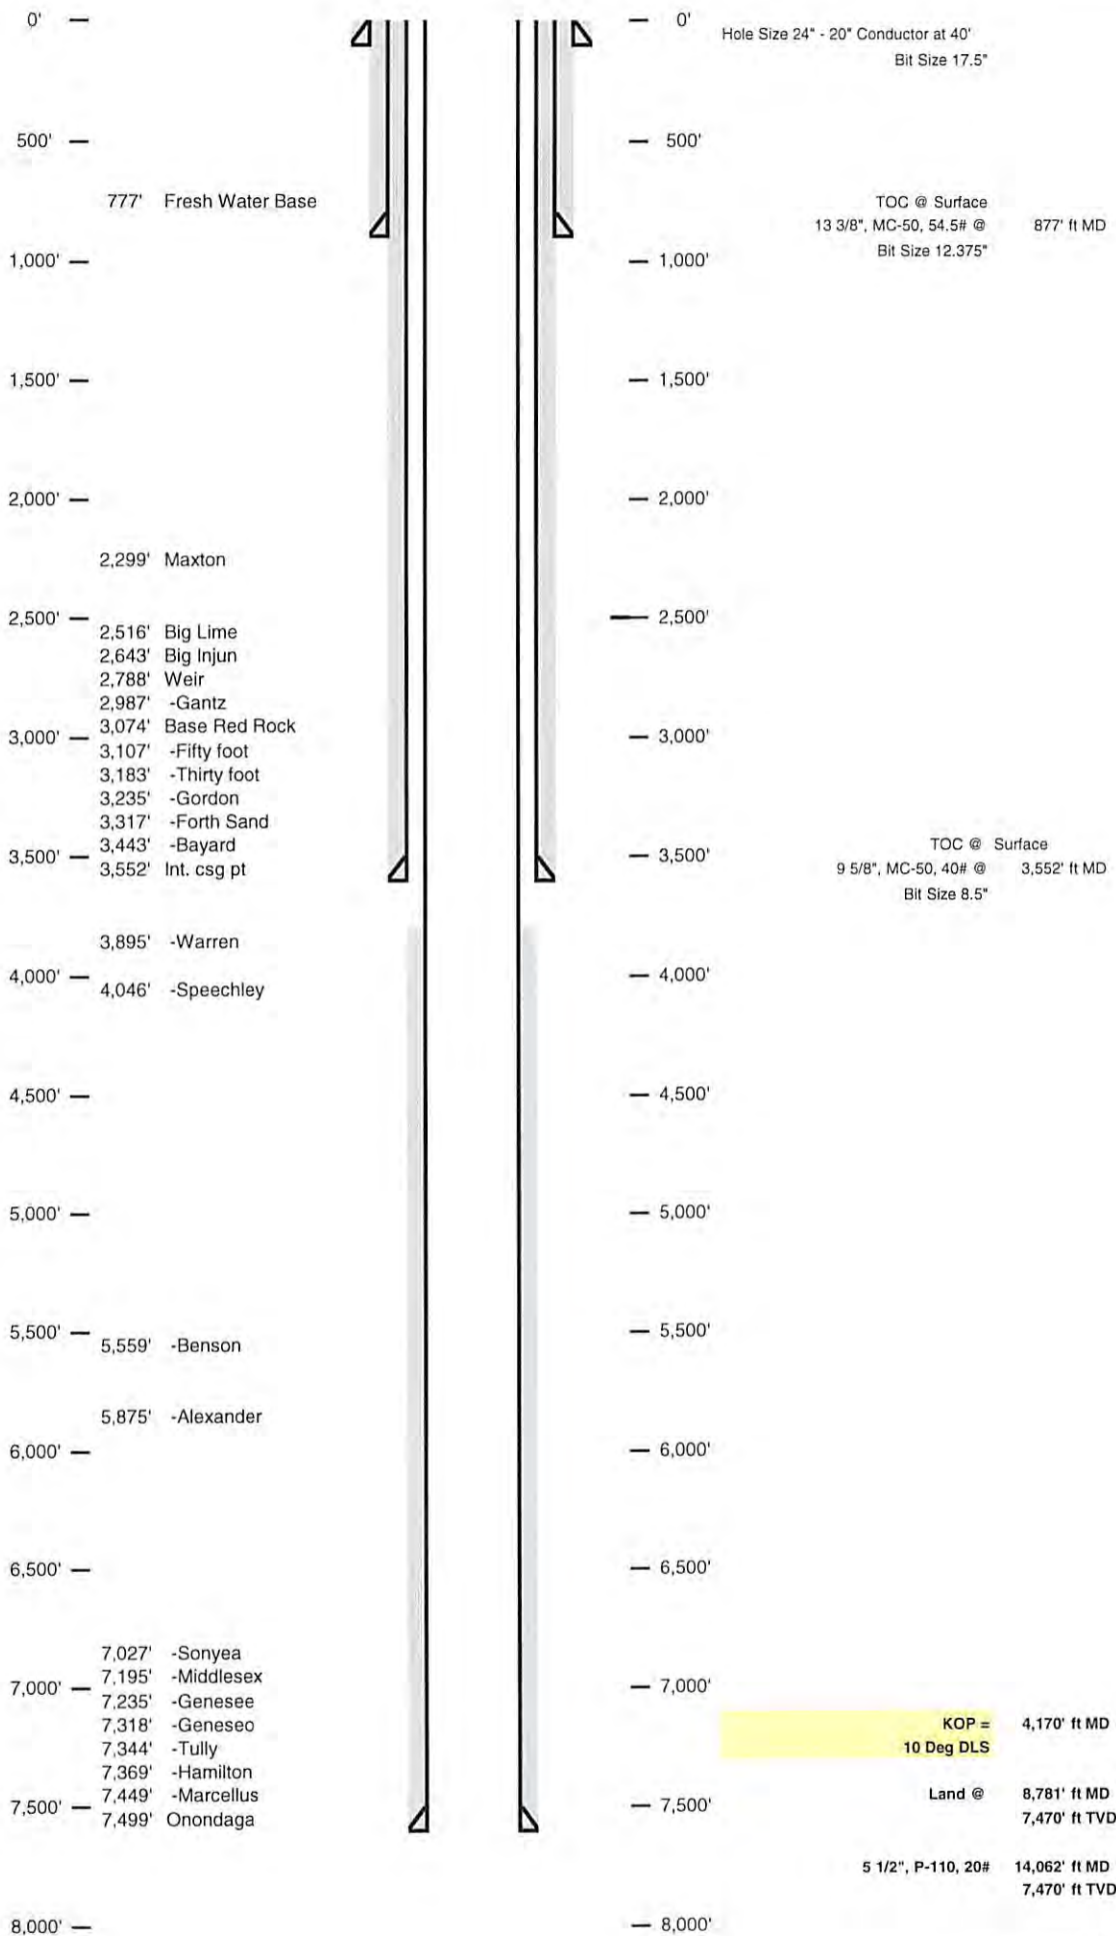 0' — — 0'
Hole Size 24" - 20" Conductor at 40'
Bit Size 17.5"
500' — — 500'
777' Fresh Water Base
TOC @ Surface
13 3/8", MC-50, 54.5# @ 877' ft MD
Bit Size 12.375"
1,000' — — 1,000'
1,500' — — 1,500'
2,000' — — 2,000'
2,299' Maxton
2,500' — — 2,500'
2,516' Big Lime
2,643' Big Injun
2,788' Weir
2,987' -Gantz
3,074' Base Red Rock
3,000' — — 3,000'
3,107' -Fifty foot
3,183' -Thirty foot
3,235' -Gordon
3,317' -Forth Sand
3,443' -Bayard
TOC @ Surface
3,500' — — 3,500'
3,552' Int. csg pt
9 5/8", MC-50, 40# @ 3,552' ft MD
Bit Size 8.5"
3,895' -Warren
4,000' — — 4,000'
4,046' -Speechley
4,500' — — 4,500'
5,000' — — 5,000'
5,500' — — 5,500'
5,559' -Benson
5,875' -Alexander
6,000' — — 6,000'
6,500' — — 6,500'
7,027' -Sonyea
7,195' -Middlesex
7,000' — — 7,000'
7,235' -Genesee
7,318' -Geneseo
KOP = 4,170' ft MD
7,344' -Tully
10 Deg DLS
7,369' -Hamilton
7,449' -Marcellus
Land @ 8,781' ft MD
7,500' — — 7,500'
7,499' Onondaga
7,470' ft TVD
5 1/2", P-110, 20# 14,062' ft MD
7,470' ft TVD
8,000' — — 8,000'